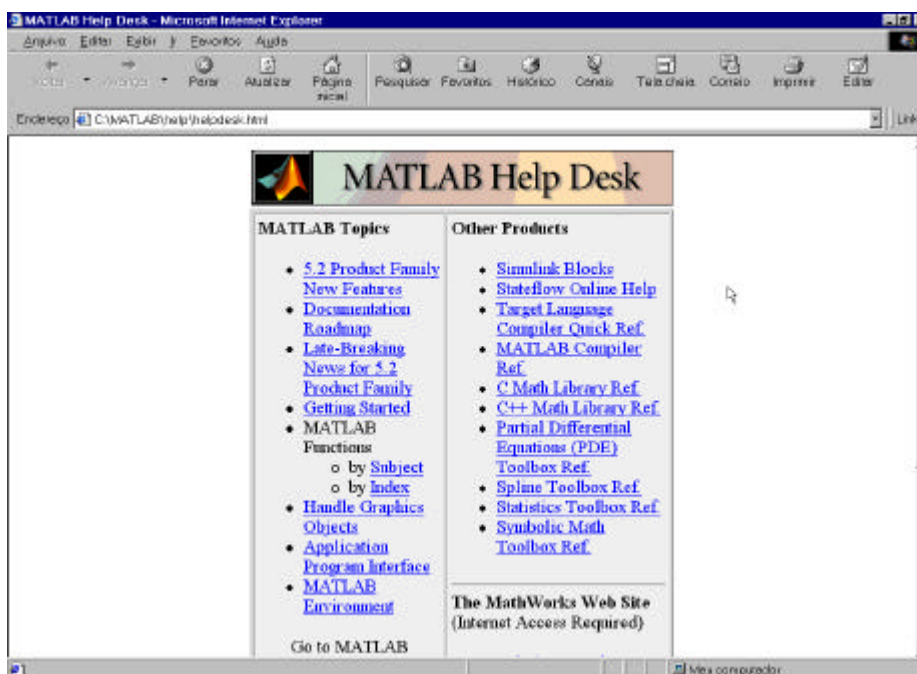 MATLAB Help Desk - Microsoft Internet Explorer
Arquivo Editar Exibir Ir Favoritos Ajuda
Voltar Avançar Parar Atualizar Página inicial Pesquisar Favoritos Histórico Canais Tela cheia Correio Imprimir Editar
Endereço C:\MATLAB\help\helpdesk.html Link
MATLAB Help Desk
MATLAB Topics
5.2 Product Family
New Features
Documentation
Roadmap
Late-Breaking
News for 5.2
Product Family
Getting Started
MATLAB
Functions
by Subject
by Index
Handle Graphics
Objects
Application
Program Interface
MATLAB
Environment
Go to MATLAB
Other Products
Simulink Blocks
Stateflow Online Help
Target Language
Compiler Quick Ref.
MATLAB Compiler
Ref.
C Math Library Ref.
C++ Math Library Ref.
Partial Differential
Equations (PDE)
Toolbox Ref.
Spline Toolbox Ref.
Statistics Toolbox Ref.
Symbolic Math
Toolbox Ref.
The MathWorks Web Site
(Internet Access Required)
Meu computador